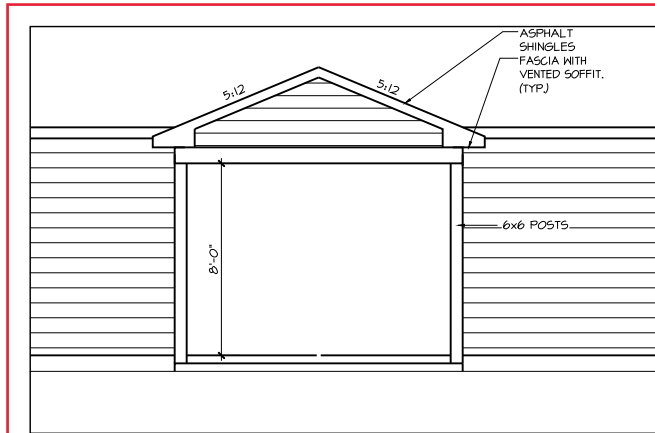 ASPHALT
SHINGLES
FASCIA WITH
VENTED SOFFIT.
(TYP.)
5:12
5:12
6x6 POSTS
8'-0"